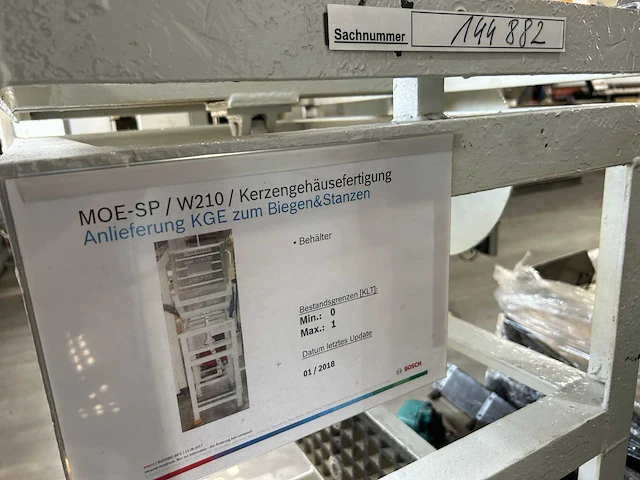 Sachnummer 144 882
MOE-SP / W210 / Kerzengehäusefertigung
Anlieferung KGE zum Biegen&Stanzen
• Behälter
Bestandsgrenzen [KLT]:
Min.: 0
Max.: 1
Datum letztes Update
01 / 2018
BOSCH